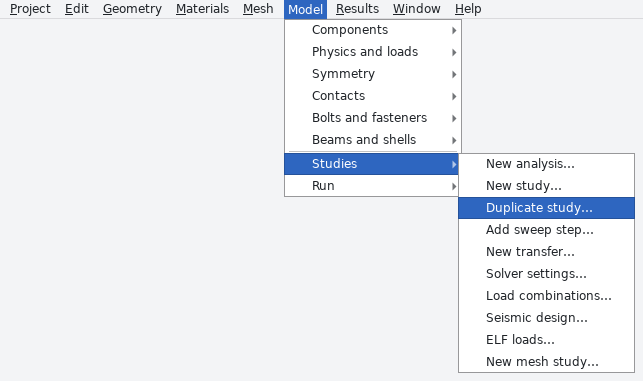 Project Edit Geometry Materials Mesh Model Results Window Help
Components
Physics and loads
Symmetry
Contacts
Bolts and fasteners
Beams and shells
Studies
Run
New analysis...
New study...
Duplicate study...
Add sweep step...
New transfer...
Solver settings...
Load combinations...
Seismic design...
ELF loads...
New mesh study...